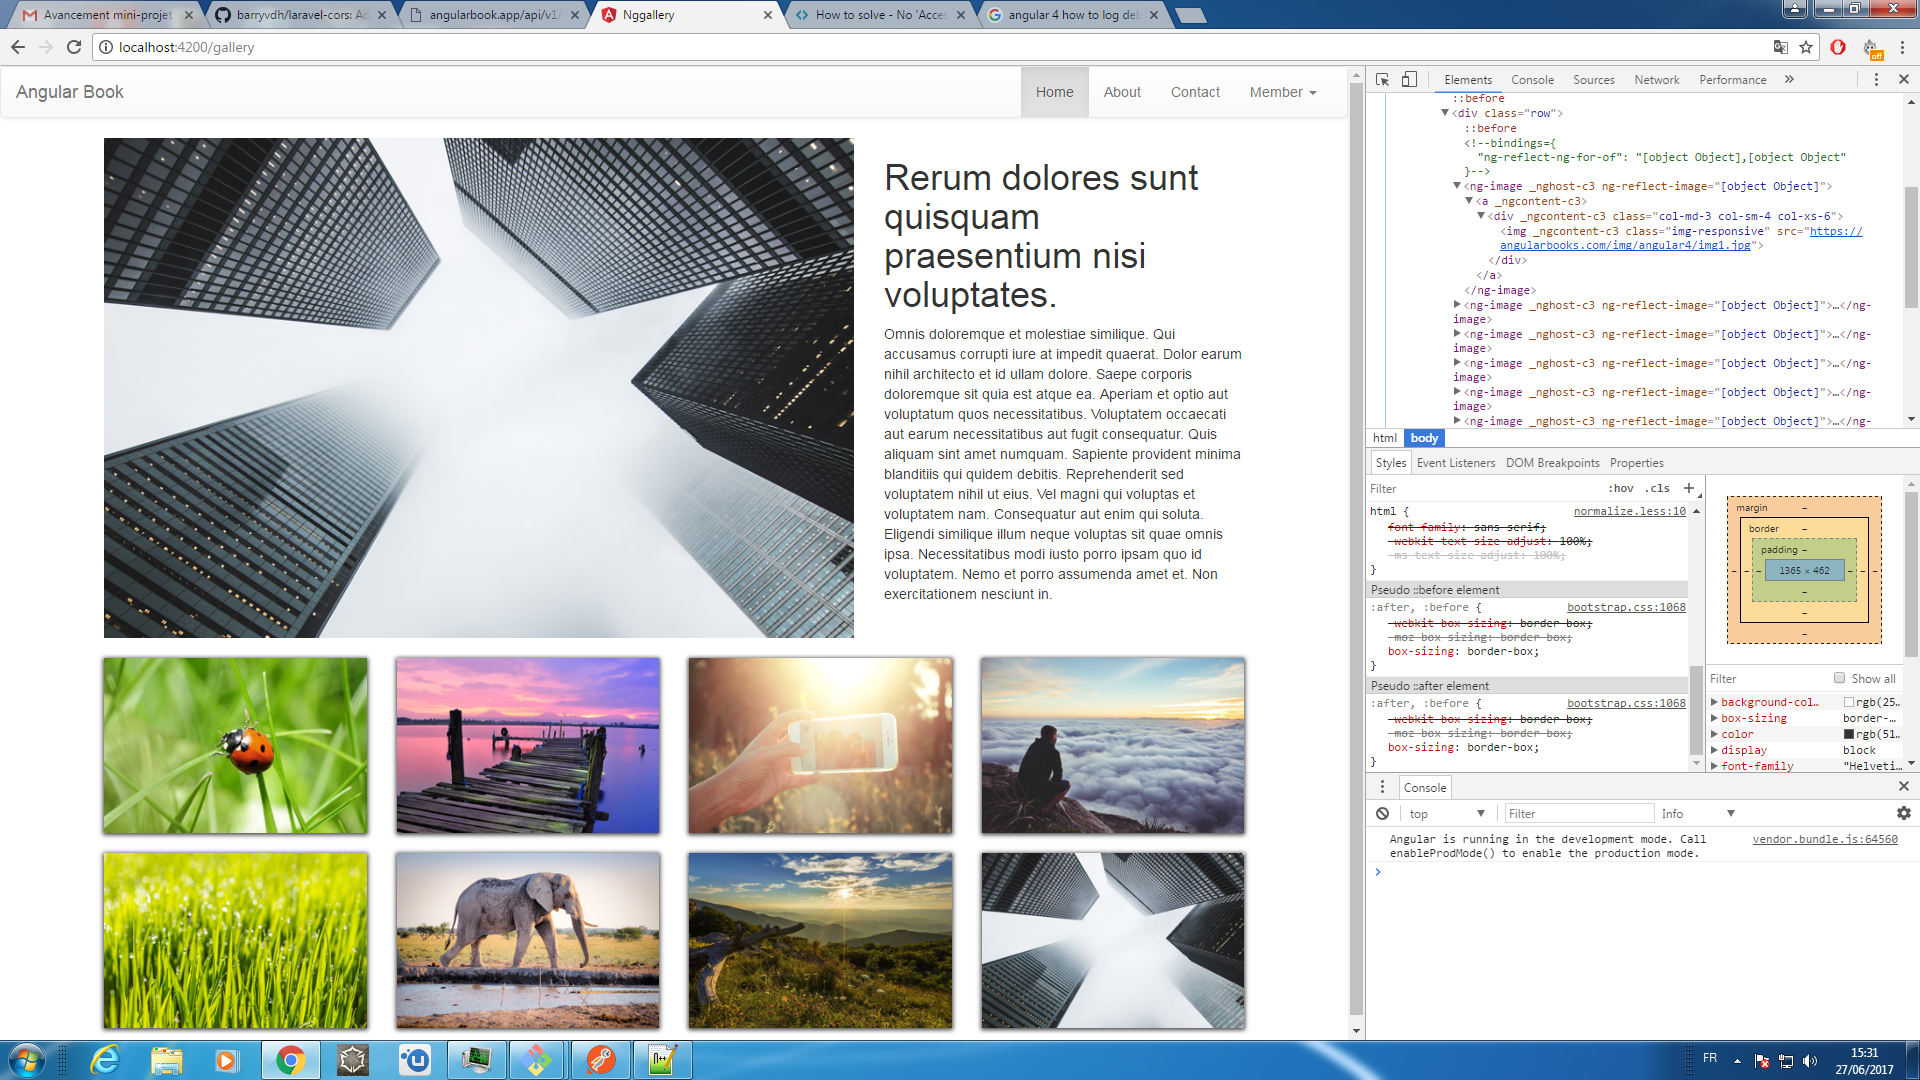 Avancement mini-projet
barryvdh/laravel-cors: Ad
angularbook.app/api/v1/
Nggallery
How to solve - No 'Acces
angular 4 how to log deb
localhost:4200/gallery
off
Angular Book
Home
About
Contact
Member
Rerum dolores sunt
quisquam
praesentium nisi
voluptates.
Omnis doloremque et molestiae similique. Qui
accusamus corrupti iure at impedit quaerat. Dolor earum
nihil architecto et id ullam dolore. Saepe corporis
doloremque sit quia est atque ea. Aperiam et optio aut
voluptatum quos necessitatibus. Voluptatem occaecati
aut earum necessitatibus aut fugit consequatur. Quis
aliquam sint amet numquam. Sapiente provident minima
blanditiis qui quidem debitis. Reprehenderit sed
voluptatem nihil ut eius. Vel magni qui voluptas et
voluptatem nam. Consequatur aut enim qui soluta.
Eligendi similique illum neque voluptas sit quae omnis
ipsa. Necessitatibus modi iusto porro ipsam quo id
voluptatem. Nemo et porro assumenda amet et. Non
exercitationem nesciunt in.
Elements Console Sources Network Performance »
::before
<div class="row">
::before
<!--bindings={
"ng-reflect-ng-for-of": "[object Object],[object Object"
}-->
<ng-image _nghost-c3 ng-reflect-image="[object Object]">
<a _ngcontent-c3>
<div _ngcontent-c3 class="col-md-3 col-sm-4 col-xs-6">
<img _ngcontent-c3 class="img-responsive" src="https://
angularbooks.com/img/angular4/img1.jpg">
</div>
</a>
</ng-image>
<ng-image _nghost-c3 ng-reflect-image="[object Object]">…</ng-
image>
<ng-image _nghost-c3 ng-reflect-image="[object Object]">…</ng-
image>
<ng-image _nghost-c3 ng-reflect-image="[object Object]">…</ng-
image>
<ng-image _nghost-c3 ng-reflect-image="[object Object]">…</ng-
image>
<ng-image _nghost-c3 ng-reflect-image="[object Object]">…</ng-
html body
Styles Event Listeners DOM Breakpoints Properties
Filter :hov .cls +
html { normalize.less:10
font-family: sans-serif;
-webkit-text-size-adjust: 100%;
-ms-text-size-adjust: 100%;
}
Pseudo ::before element
:after, :before { bootstrap.css:1068
-webkit-box-sizing: border-box;
-moz-box-sizing: border-box;
box-sizing: border-box;
}
Pseudo ::after element
:after, :before { bootstrap.css:1068
-webkit-box-sizing: border-box;
-moz-box-sizing: border-box;
box-sizing: border-box;
}
margin –
border –
padding –
– – – 1365 × 462 – – –
–
–
–
Filter Show all
background-col… rgb(25…
box-sizing border-…
color rgb(51…
display block
font-family "Helveti…
Console
top Filter Info
Angular is running in the development mode. Call vendor.bundle.js:64560
enableProdMode() to enable the production mode.
FR
15:31
27/06/2017